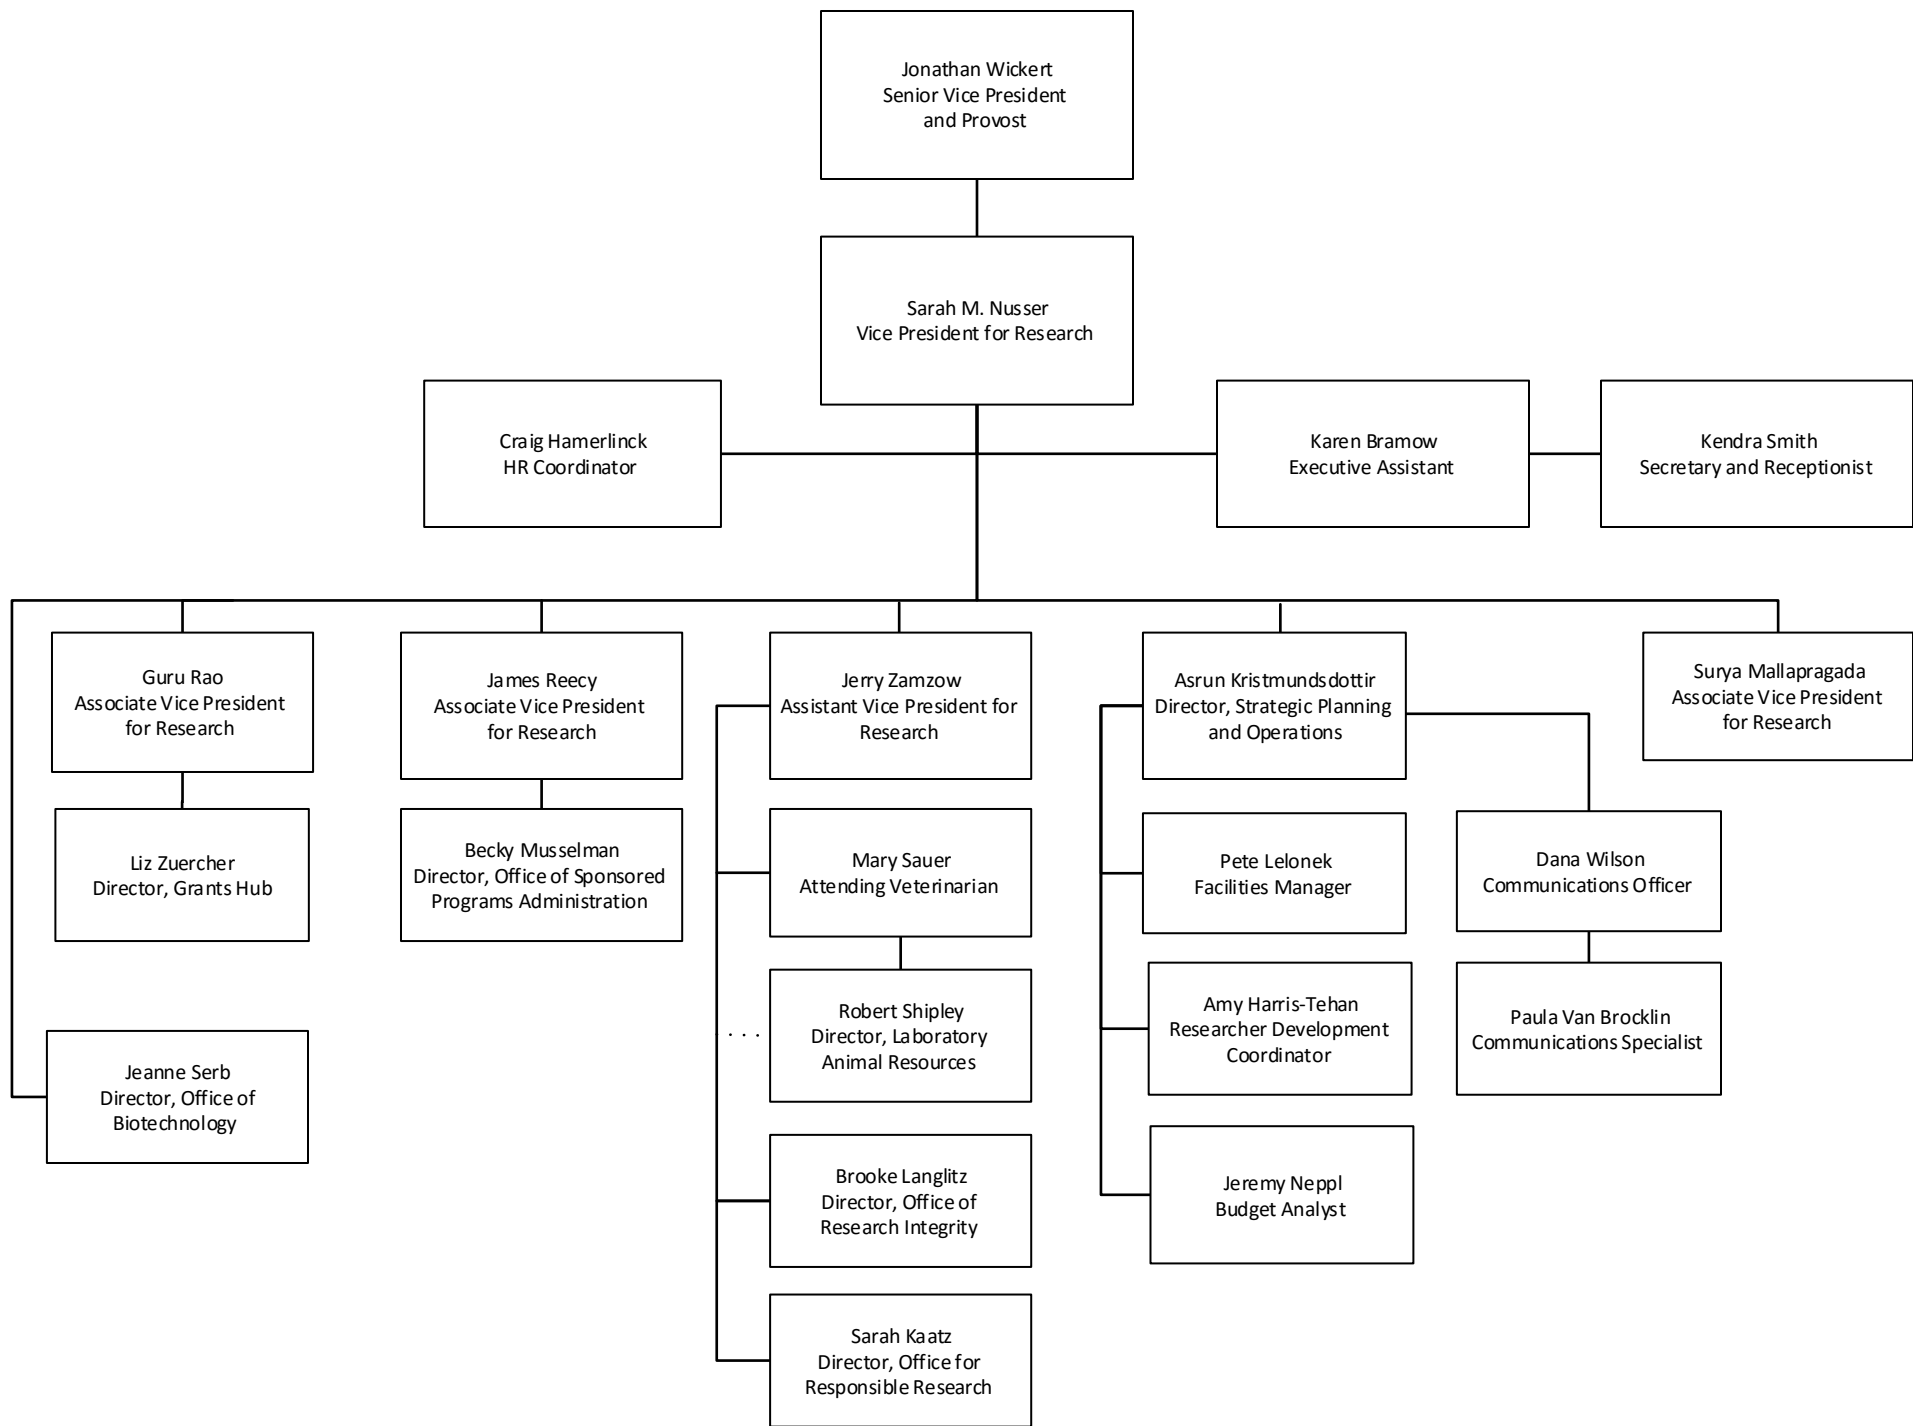 Jonathan Wickert
Senior Vice President
and Provost
Sarah M. Nusser
Vice President for Research
Craig Hamerlinck
HR Coordinator
Karen Bramow
Executive Assistant
Kendra Smith
Secretary and Receptionist
Guru Rao
Associate Vice President
for Research
James Reecy
Associate Vice President
for Research
Jerry Zamzow
Assistant Vice President for
Research
Asrun Kristmundsdottir
Director, Strategic Planning
and Operations
Surya Mallapragada
Associate Vice President
for Research
Liz Zuercher
Director, Grants Hub
Becky Musselman
Director, Office of Sponsored
Programs Administration
Mary Sauer
Attending Veterinarian
Pete Lelonek
Facilities Manager
Dana Wilson
Communications Officer
Robert Shipley
Director, Laboratory
Animal Resources
Amy Harris-Tehan
Researcher Development
Coordinator
Paula Van Brocklin
Communications Specialist
Jeanne Serb
Director, Office of
Biotechnology
Brooke Langlitz
Director, Office of
Research Integrity
Jeremy Neppl
Budget Analyst
Sarah Kaatz
Director, Office for
Responsible Research